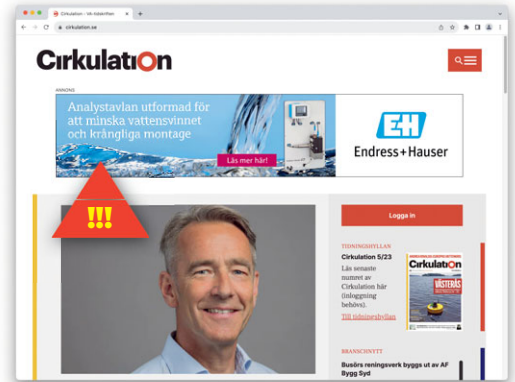 Cirkulation - VA-tidskriften
cirkulation.se
Cirkulation
ANNONS
Analystavlan utformad för
att minska vattensvinnet
och krångliga montage
Läs mer här!
EH
Endress+Hauser
!!!
Logga in
TIDNINGSHYLLAN
Cirkulation 5/23
Läs senaste
numret av
Cirkulation här
(inloggning
behövs).
Till tidningshyllan
Cirkulation
VÄSTERÅS
BRANSCHNYTT
Busörs reningsverk byggs ut av AF
Bygg Syd